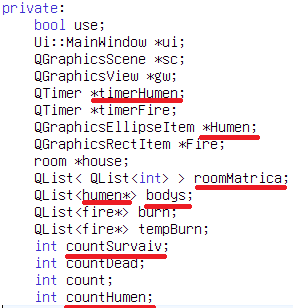 private:
bool use;
Ui::MainWindow *ui;
QGraphicsScene *sc;
QGraphicsView *gw;
QTimer *timerHumen;
QTimer *timerFire;
QGraphicsEllipseItem *Humen;
QGraphicsRectItem *Fire;
room *house;
QList< QList<int> > roomMatrica;
QList<humen*> bodys;
QList<fire*> burn;
QList<fire*> tempBurn;
int countSurvaiv;
int countDead;
int count;
int countHumen;